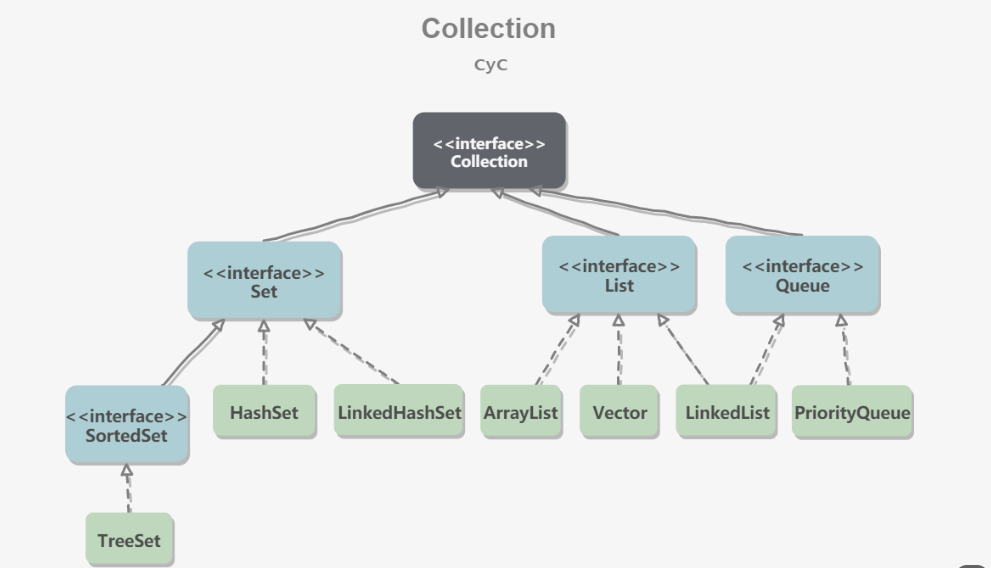 Collection
CyC
<<interface>>
Collection
<<interface>>
Set
<<interface>>
List
<<interface>>
Queue
<<interface>>
SortedSet
HashSet
LinkedHashSet
ArrayList
Vector
LinkedList
PriorityQueue
TreeSet